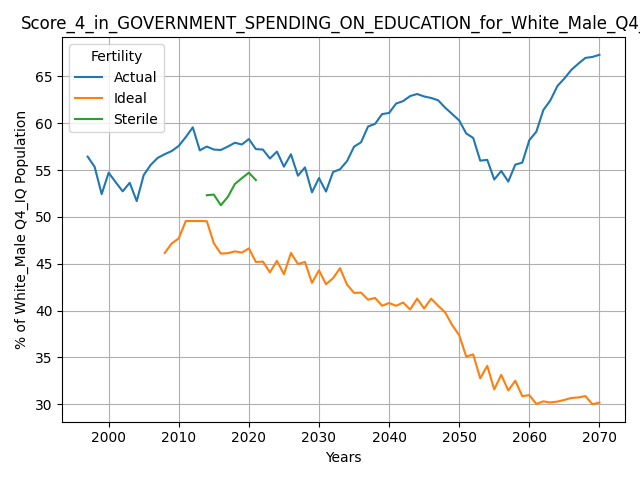 Score_4_in_GOVERNMENT_SPENDING_ON_EDUCATION_for_White_Male_Q4_
Fertility
Actual
Ideal
Sterile
% of White_Male Q4_IQ Population
65
60
55
50
45
40
35
30
2000 2010 2020 2030 2040 2050 2060 2070
Years